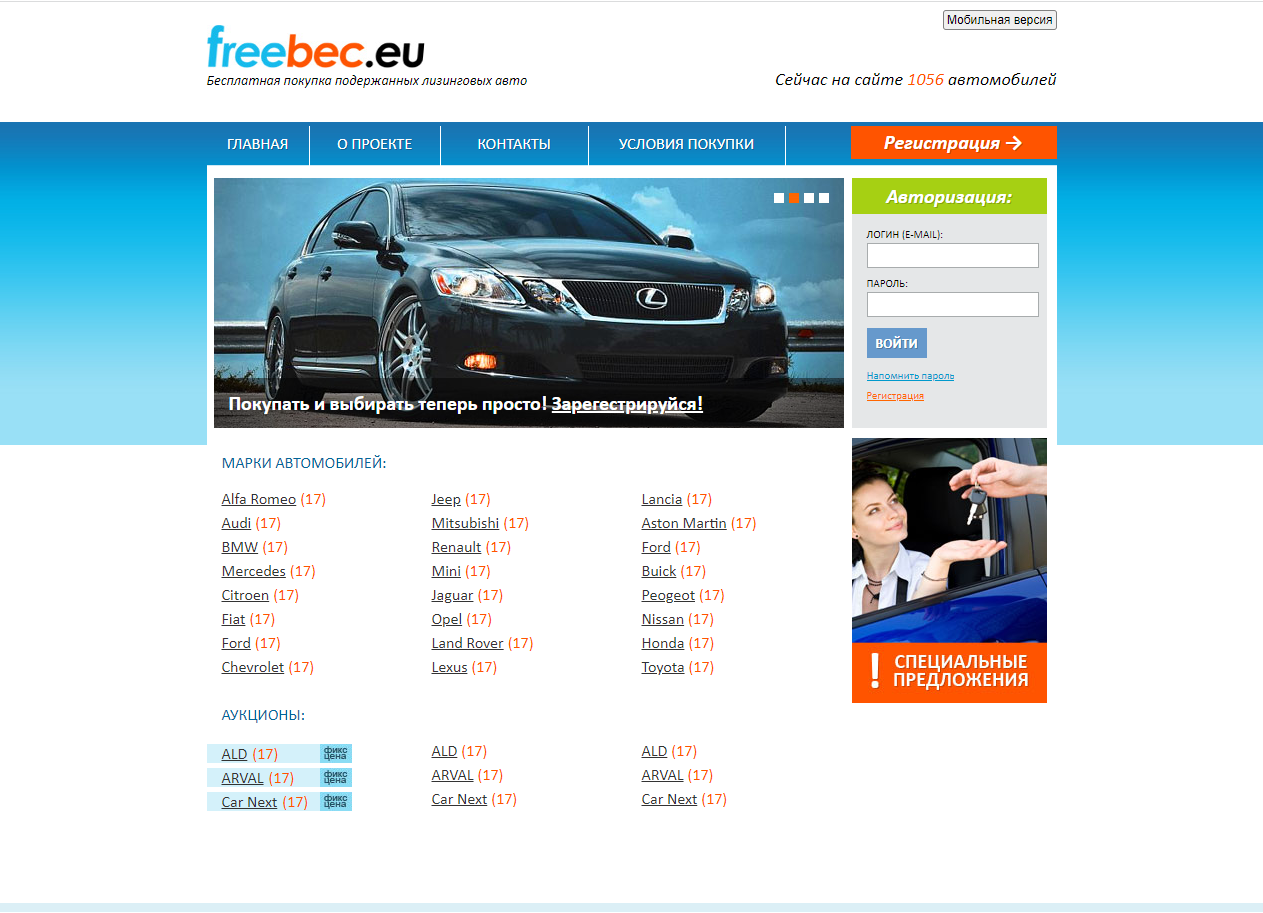 Мобильная версия
freebec.eu
Бесплатная покупка подержанных лизинговых авто
Сейчас на сайте 1056 автомобилей
ГЛАВНАЯ
О ПРОЕКТЕ
КОНТАКТЫ
УСЛОВИЯ ПОКУПКИ
Регистрация →
Покупать и выбирать теперь просто! Зарегестрируйся!
Авторизация:
ЛОГИН (E-MAIL):
ПАРОЛЬ:
ВОЙТИ
Напомнить пароль
Регистрация
МАРКИ АВТОМОБИЛЕЙ:
Alfa Romeo (17)
Audi (17)
BMW (17)
Mercedes (17)
Citroen (17)
Fiat (17)
Ford (17)
Chevrolet (17)
Jeep (17)
Mitsubishi (17)
Renault (17)
Mini (17)
Jaguar (17)
Opel (17)
Land Rover (17)
Lexus (17)
Lancia (17)
Aston Martin (17)
Ford (17)
Buick (17)
Peogeot (17)
Nissan (17)
Honda (17)
Toyota (17)
! СПЕЦИАЛЬНЫЕ
ПРЕДЛОЖЕНИЯ
АУКЦИОНЫ:
ALD (17)
фикс
цена
ARVAL (17)
фикс
цена
Car Next (17)
фикс
цена
ALD (17)
ARVAL (17)
Car Next (17)
ALD (17)
ARVAL (17)
Car Next (17)